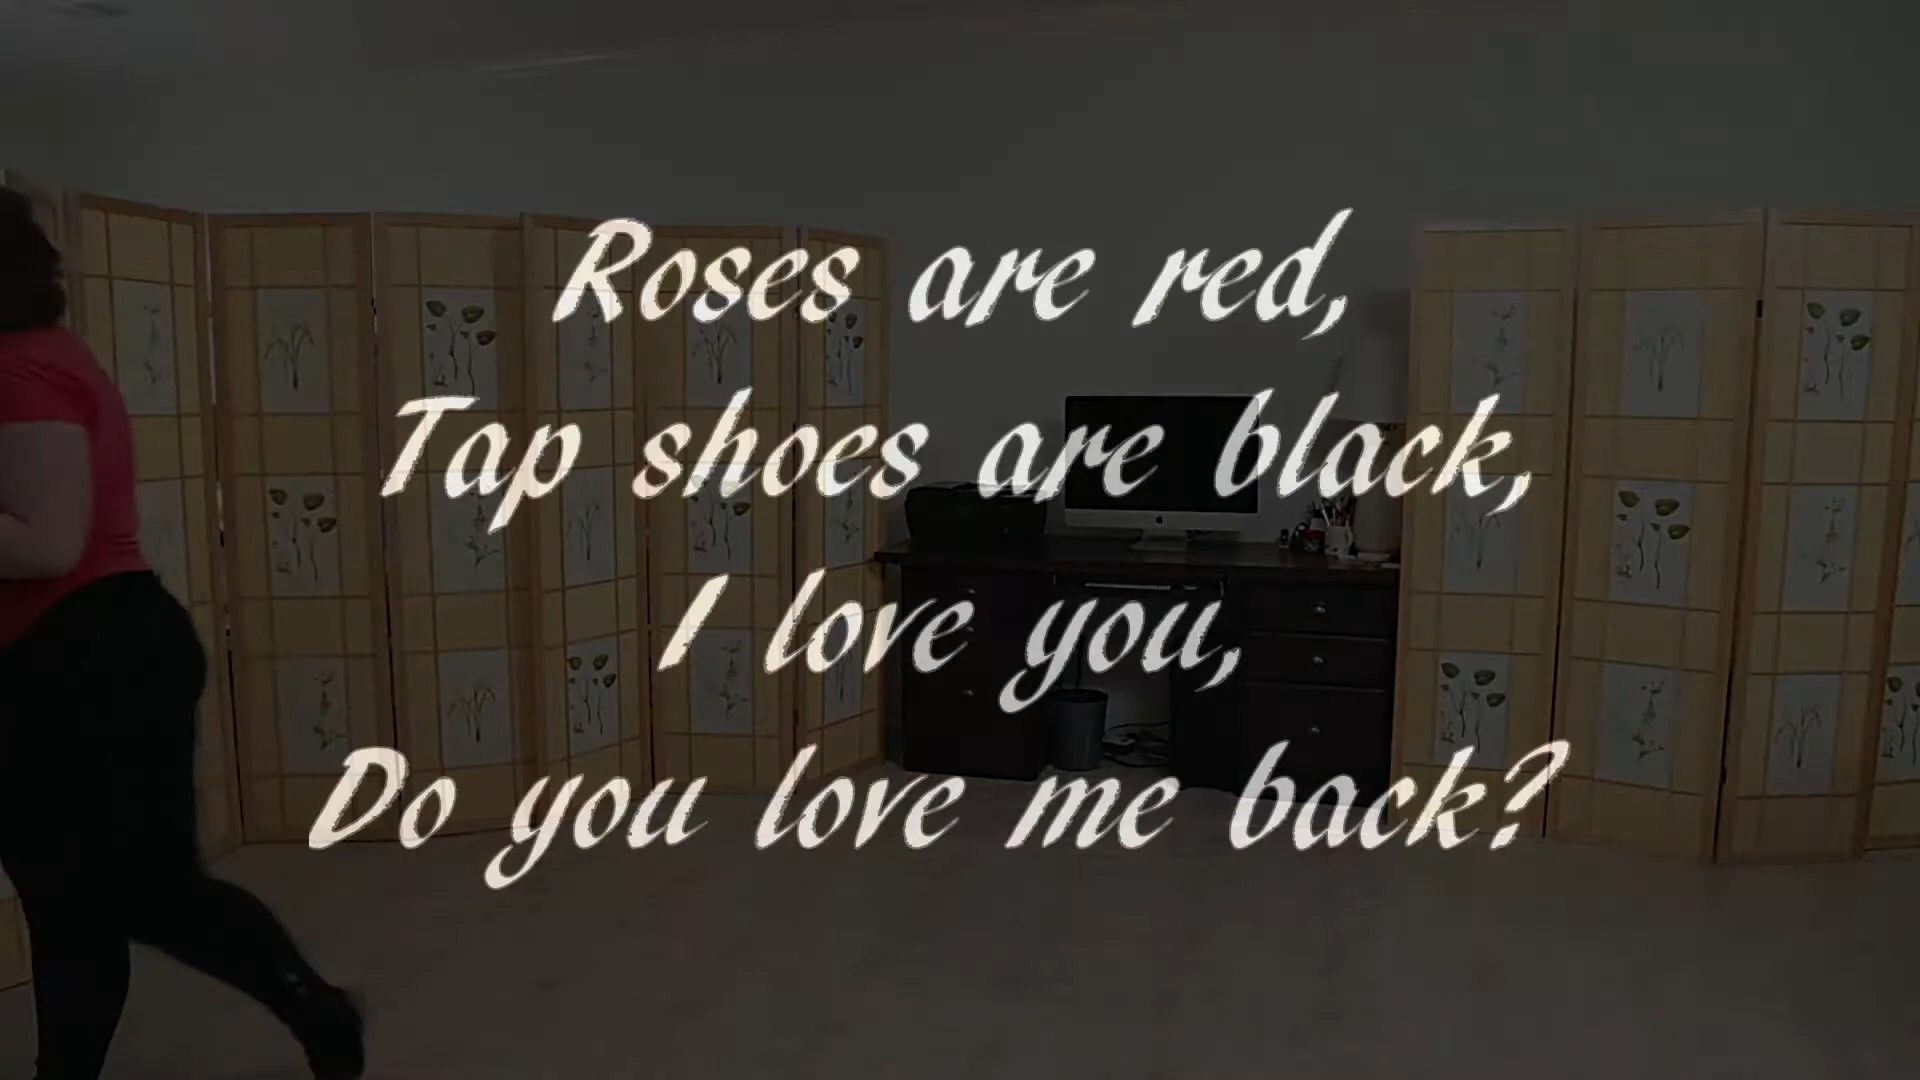 Roses are red,
Tap shoes are black,
I love you,
Do you love me back?